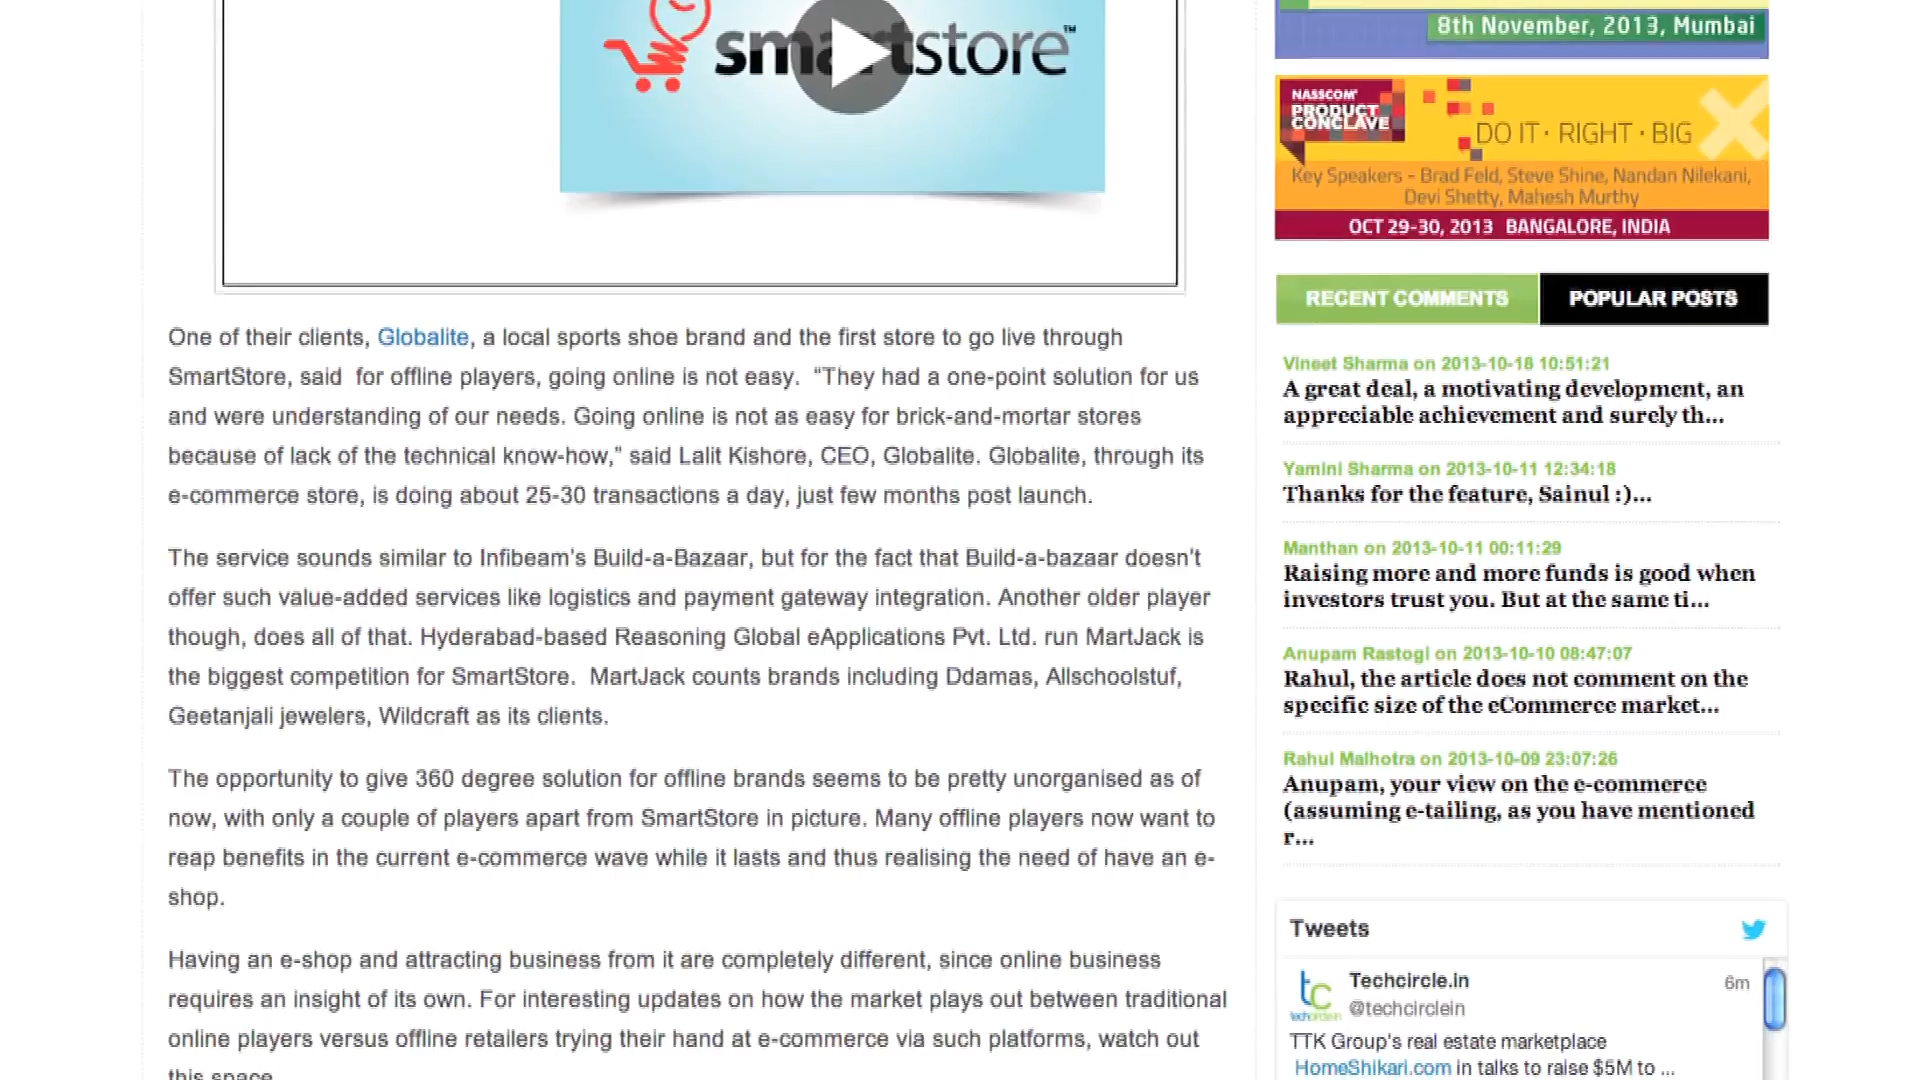 smartstore™
One of their clients, Globalite, a local sports shoe brand and the first store to go live through
SmartStore, said  for offline players, going online is not easy.  “They had a one-point solution for us
and were understanding of our needs. Going online is not as easy for brick-and-mortar stores
because of lack of the technical know-how,” said Lalit Kishore, CEO, Globalite. Globalite, through its
e-commerce store, is doing about 25-30 transactions a day, just few months post launch.
The service sounds similar to Infibeam’s Build-a-Bazaar, but for the fact that Build-a-bazaar doesn’t
offer such value-added services like logistics and payment gateway integration. Another older player
though, does all of that. Hyderabad-based Reasoning Global eApplications Pvt. Ltd. run MartJack is
the biggest competition for SmartStore.  MartJack counts brands including Ddamas, Allschoolstuf,
Geetanjali jewelers, Wildcraft as its clients.
The opportunity to give 360 degree solution for offline brands seems to be pretty unorganised as of
now, with only a couple of players apart from SmartStore in picture. Many offline players now want to
reap benefits in the current e-commerce wave while it lasts and thus realising the need of have an e-
shop.
Having an e-shop and attracting business from it are completely different, since online business
requires an insight of its own. For interesting updates on how the market plays out between traditional
online players versus offline retailers trying their hand at e-commerce via such platforms, watch out
this space
8th November, 2013, Mumbai
NASSCOM®
PRODUCT
CONCLAVE
DO IT · RIGHT · BIG
Key Speakers - Brad Feld, Steve Shine, Nandan Nilekani,
Devi Shetty, Mahesh Murthy
OCT 29-30, 2013 BANGALORE, INDIA
RECENT COMMENTS
POPULAR POSTS
Vineet Sharma on 2013-10-18 10:51:21
A great deal, a motivating development, an
appreciable achievement and surely th...
Yamini Sharma on 2013-10-11 12:34:18
Thanks for the feature, Sainul :)...
Manthan on 2013-10-11 00:11:29
Raising more and more funds is good when
investors trust you. But at the same ti...
Anupam Rastogi on 2013-10-10 08:47:07
Rahul, the article does not comment on the
specific size of the eCommerce market...
Rahul Malhotra on 2013-10-09 23:07:26
Anupam, your view on the e-commerce
(assuming e-tailing, as you have mentioned
r...
Tweets
tc
techcircle.in
Techcircle.in
6m
@techcirclein
TTK Group's real estate marketplace
HomeShikari.com in talks to raise $5M to ...